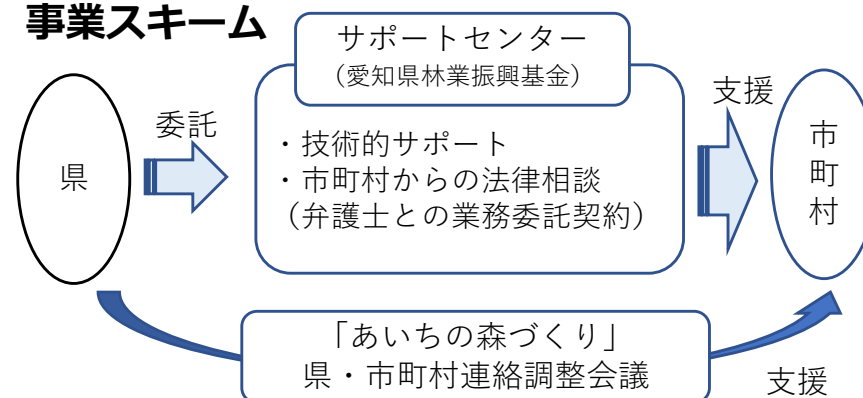 事業スキーム
サポートセンター
（愛知県林業振興基金）
県
委託
・技術的サポート
・市町村からの法律相談
（弁護士との業務委託契約）
支援
市町村
「あいちの森づくり」
県・市町村連絡調整会議
支援